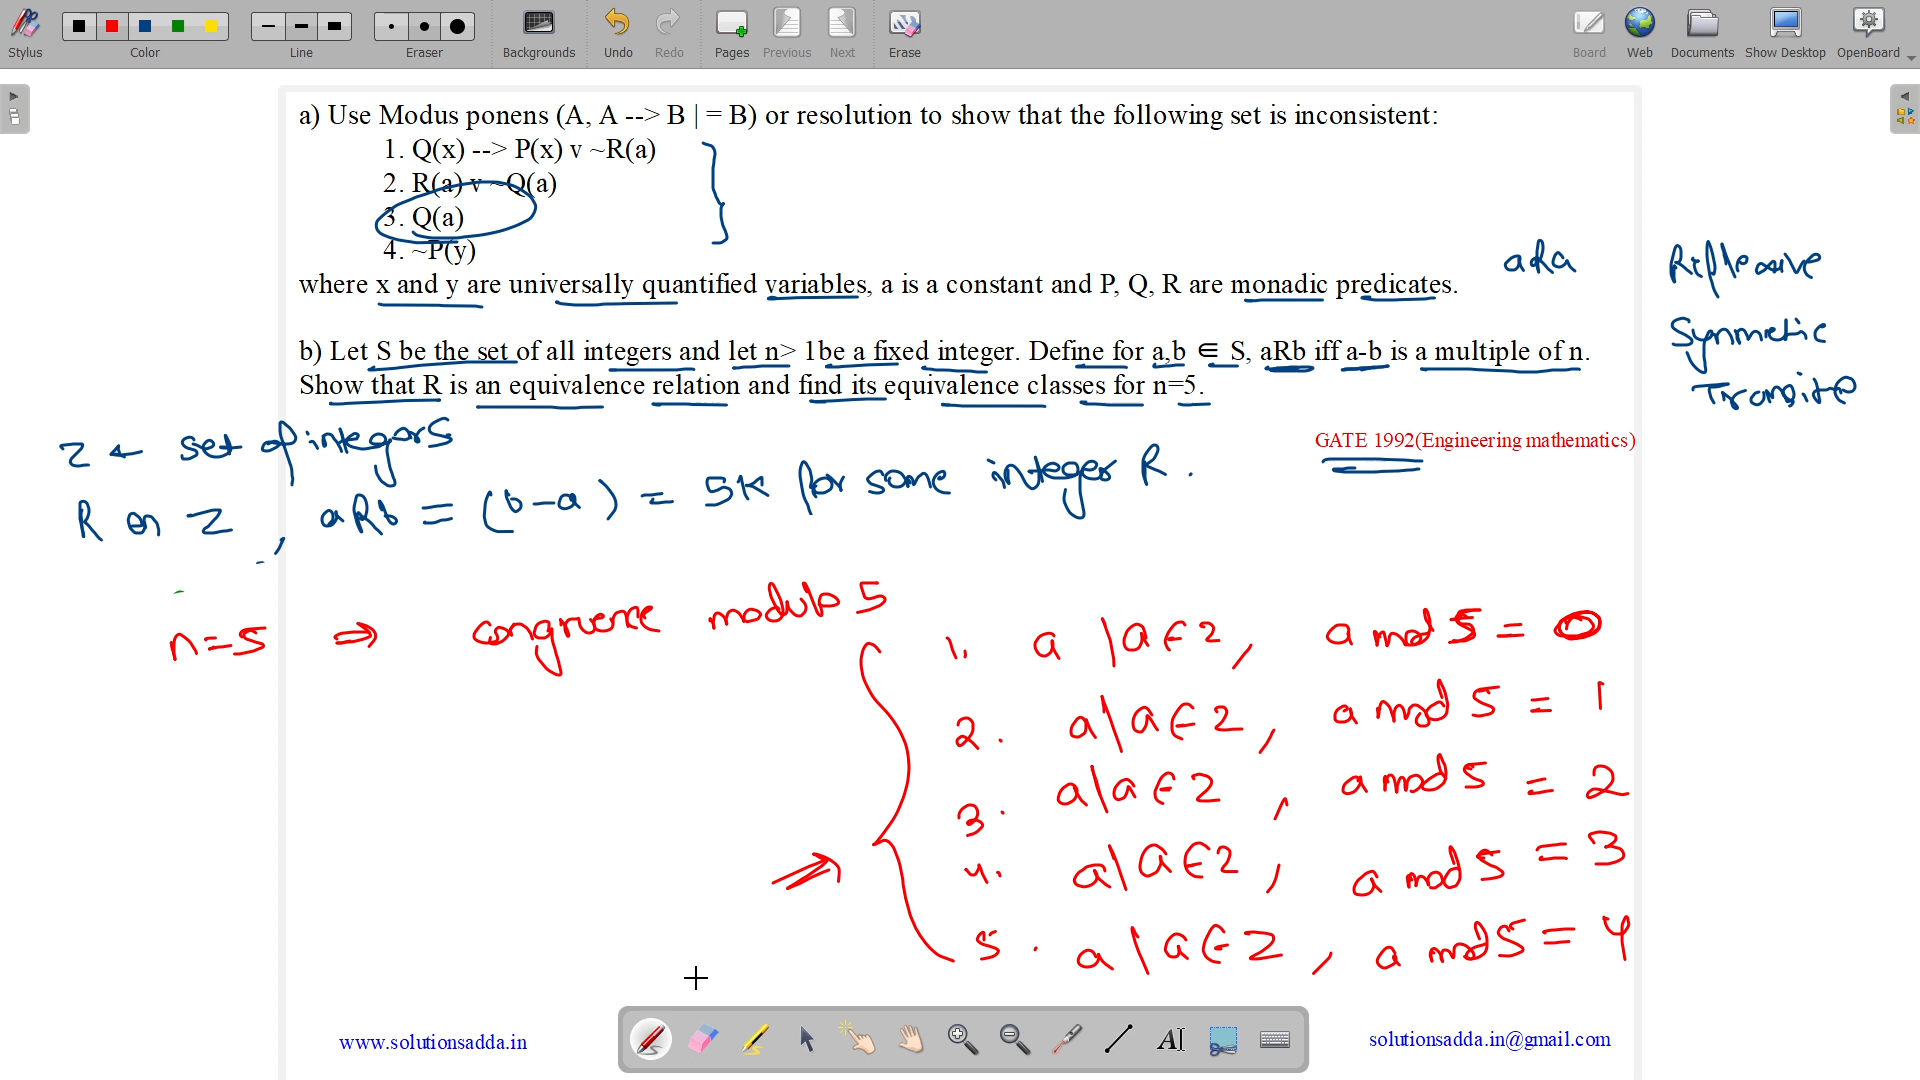 Stylus Color Line Eraser Backgrounds Undo Redo Pages Previous Next Erase Board Web Documents Show Desktop OpenBoard
a) Use Modus ponens (A, A --> B | = B) or resolution to show that the following set is inconsistent:
1. Q(x) --> P(x) v ~R(a)
2. R(a) v ~Q(a)
3. Q(a)
4. ~P(y)
where x and y are universally quantified variables, a is a constant and P, Q, R are monadic predicates.
aRa
Reflexive
Symmetic
b) Let S be the set of all integers and let n> 1be a fixed integer. Define for a,b ∈ S, aRb iff a-b is a multiple of n.
Show that R is an equivalence relation and find its equivalence classes for n=5.
Transitive
GATE 1992(Engineering mathematics)
Z ← set of integers
R on Z , aRb = (b-a) = 5K for some integer R.
n=5 ⇒ congruence modulo 5
1. a |a∈Z, a mod 5 = 0
2. a|a∈Z, a mod 5 = 1
3. a|a∈Z , a mod 5 = 2
⇒ 4. a|a∈Z, a mod 5 = 3
5. a|a∈Z, a mod 5 = 4
www.solutionsadda.in
solutionsadda.in@gmail.com